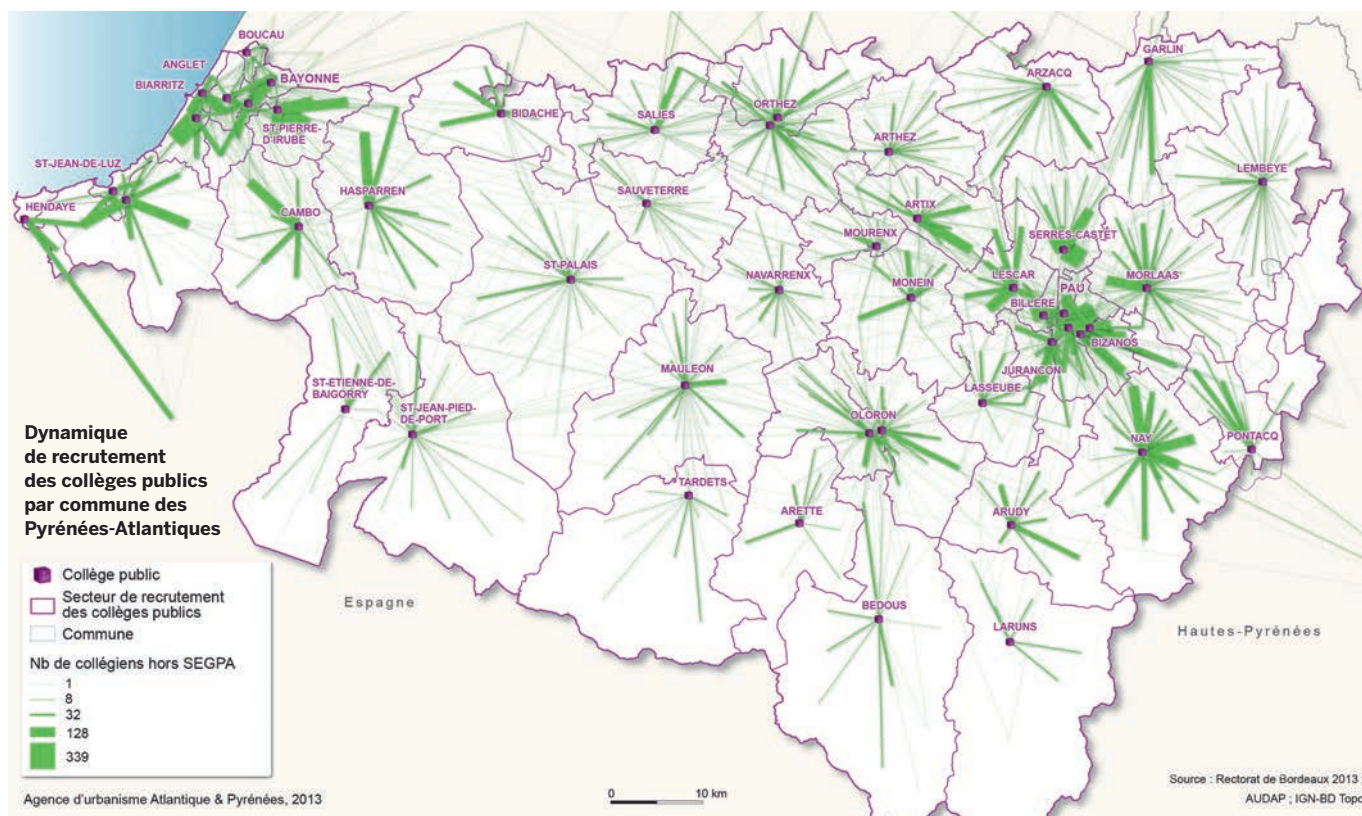 BOUCAU
GARLIN
ANGLET
BAYONNE
BIARRITZ
ARZACQ
ORTHEZ
BIDACHE
SALIES
ST-PIERRE-
D'IRUBE
ARTHEZ
ST-JEAN-DE-LUZ
LEMBEYE
HASPARREN
SAUVETERRE
HENDAYE
CAMBO
ARTIX
SERRES-CASTET
MOURENX
ST-PALAIS
NAVARRENX
MONEIN
LESCAR
MORLAAS
PAU
BILLERE
BIZANOS
MAULEON
JURANCON
LASSEUBE
ST-ETIENNE-DE-
BAIGORRY
ST-JEAN-PIED-
DE-PORT
OLORON
NAY
PONTACQ
TARDETS
ARETTE
ARUDY
BEDOUS
LARUNS
Dynamique
de recrutement
des collèges publics
par commune des
Pyrénées-Atlantiques
Collège public
Secteur de recrutement
des collèges publics
Commune
Nb de collégiens hors SEGPA
1
8
32
128
339
Espagne
Hautes-Pyrénées
Agence d'urbanisme Atlantique & Pyrénées, 2013
0 10 km
Source : Rectorat de Bordeaux 2013
AUDAP ; IGN-BD Topo